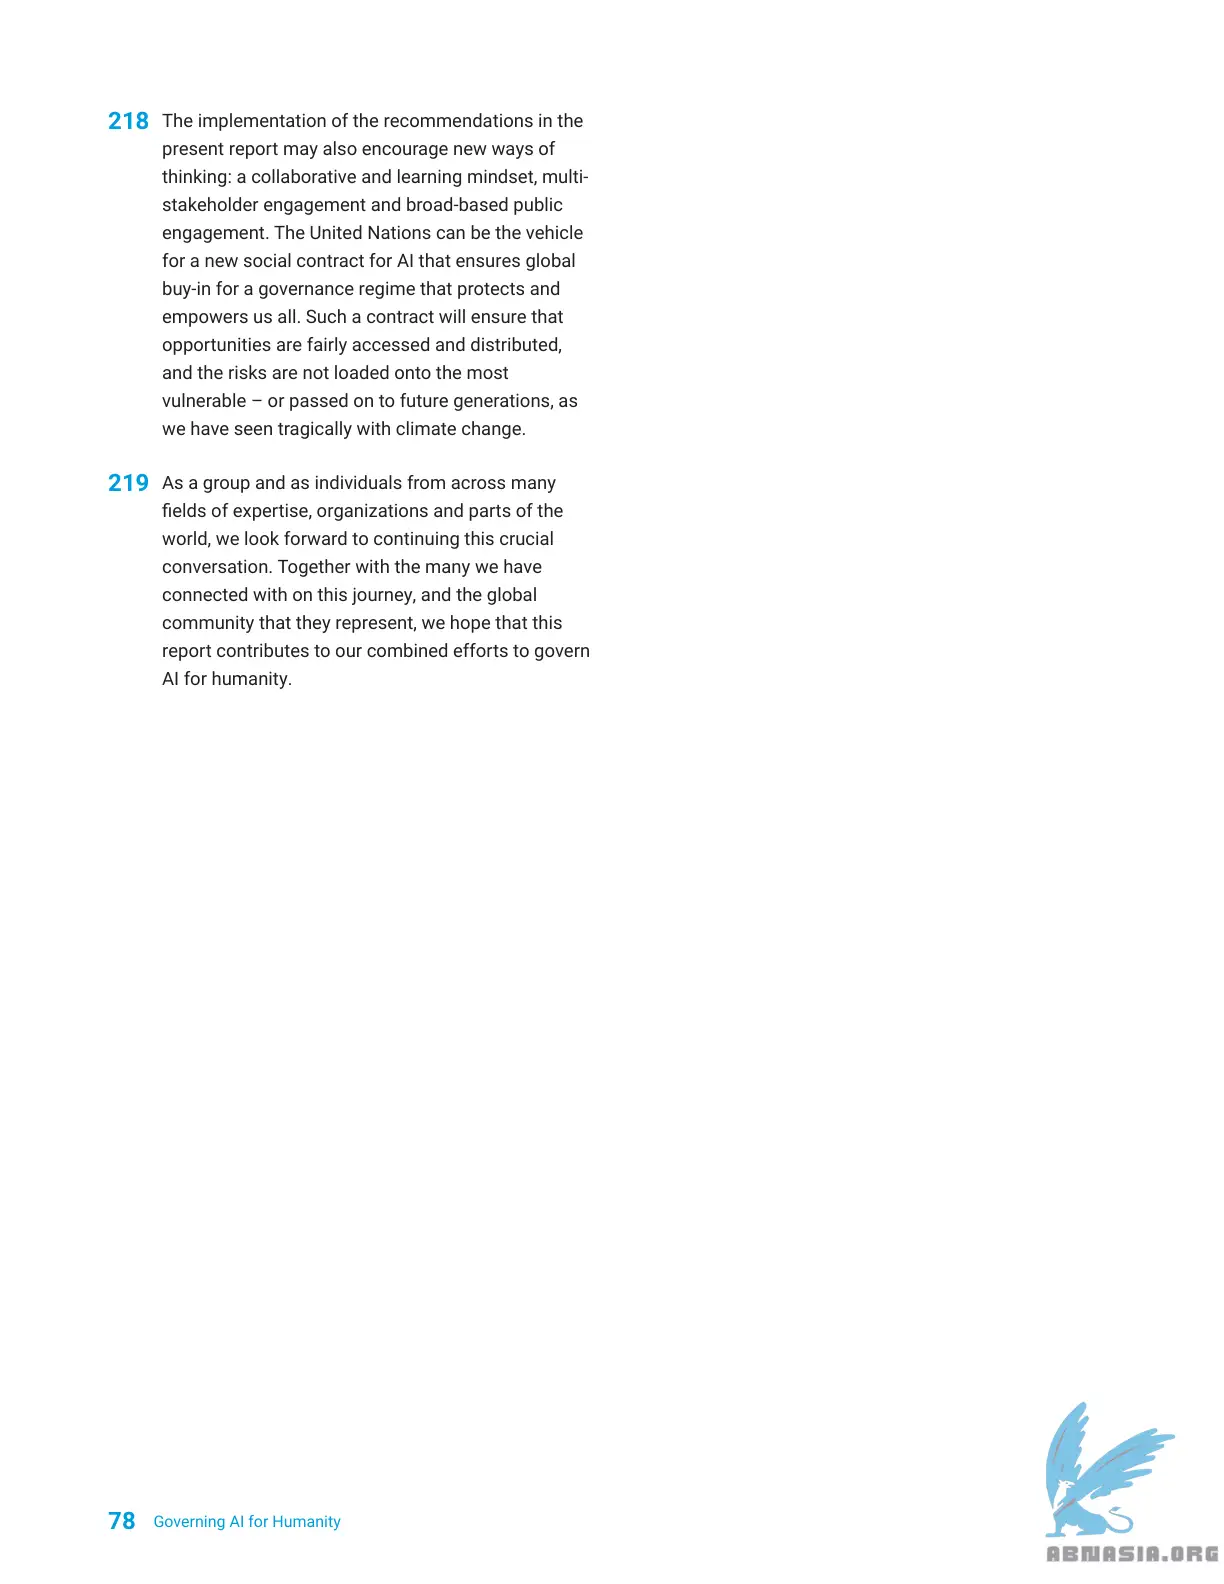 218 The implementation of the recommendations in the
present report may also encourage new ways of
thinking: a collaborative and learning mindset, multi-
stakeholder engagement and broad-based public
engagement. The United Nations can be the vehicle
for a new social contract for AI that ensures global
buy-in for a governance regime that protects and
empowers us all. Such a contract will ensure that
opportunities are fairly accessed and distributed,
and the risks are not loaded onto the most
vulnerable – or passed on to future generations, as
we have seen tragically with climate change.
219 As a group and as individuals from across many
fields of expertise, organizations and parts of the
world, we look forward to continuing this crucial
conversation. Together with the many we have
connected with on this journey, and the global
community that they represent, we hope that this
report contributes to our combined efforts to govern
AI for humanity.
78 Governing AI for Humanity
ABNASIA.ORG